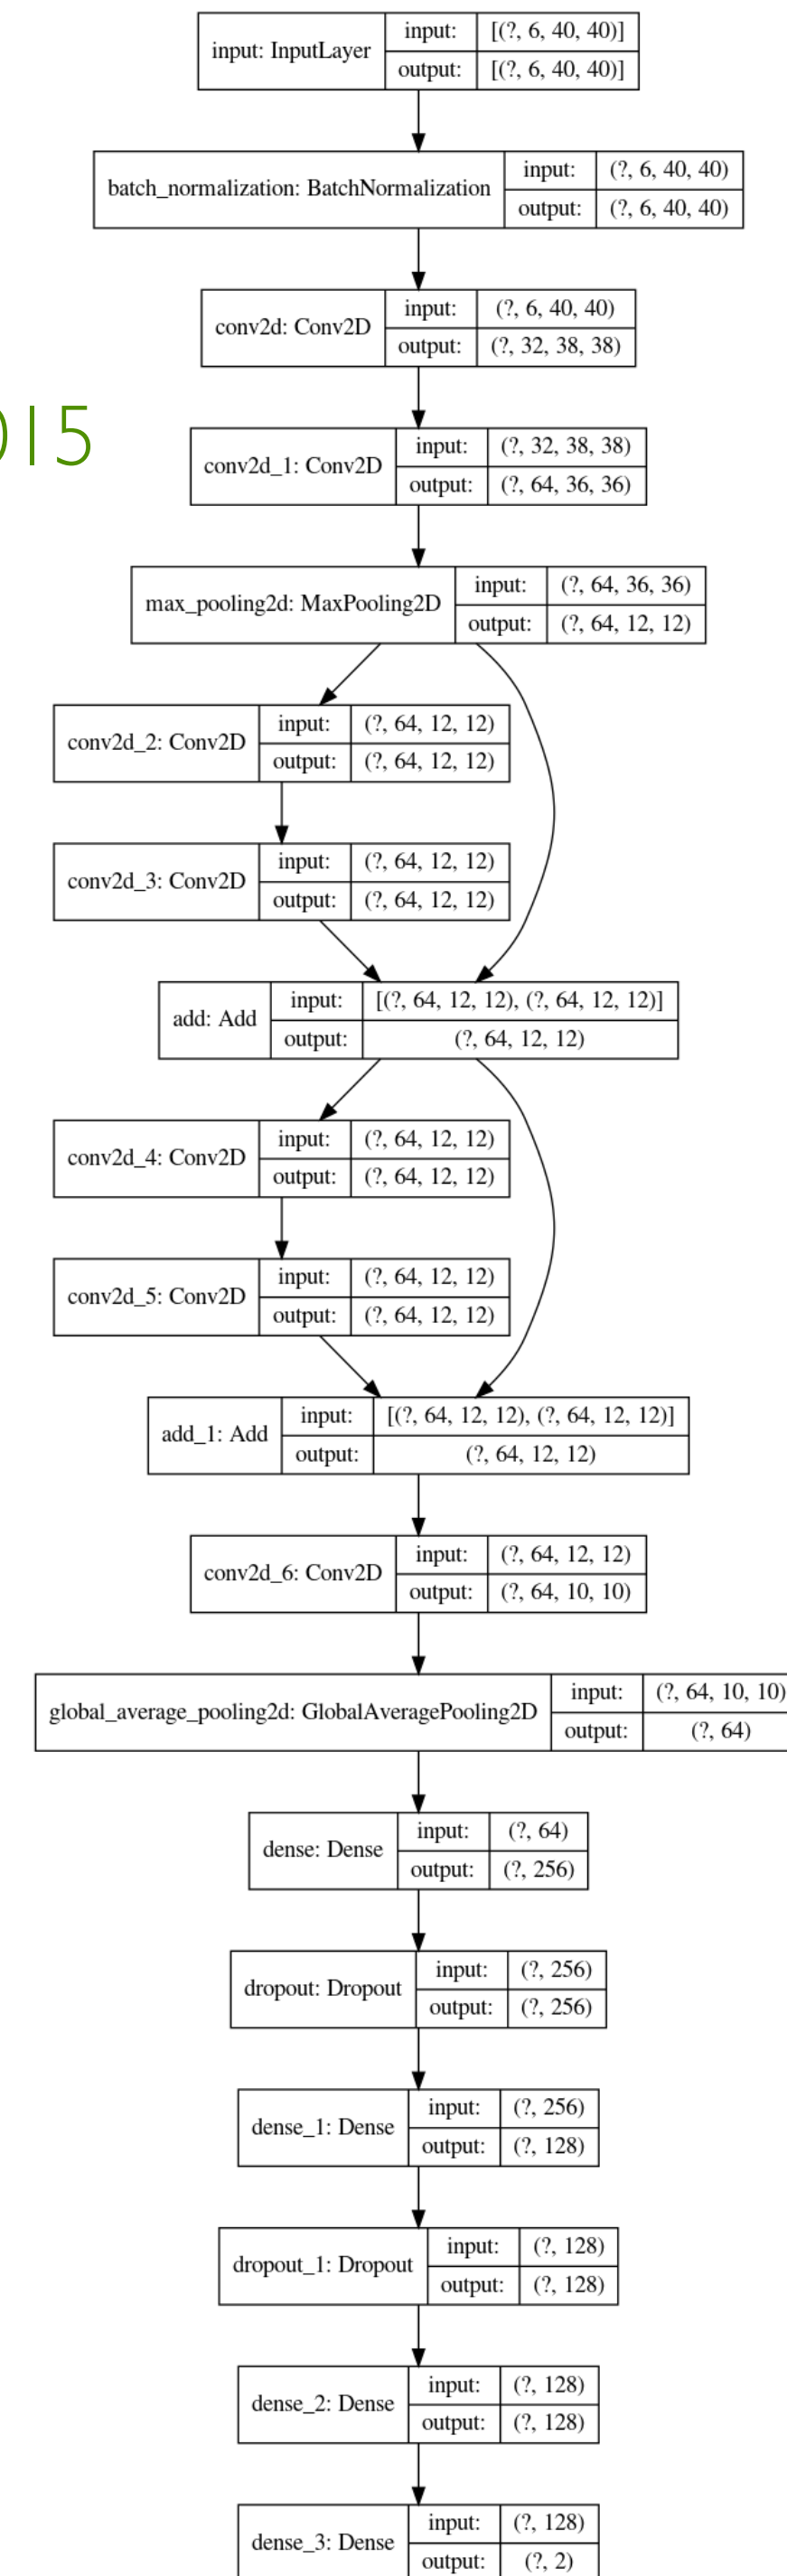 input: InputLayer
input:
[(?, 6, 40, 40)]
output:
[(?, 6, 40, 40)]
batch_normalization: BatchNormalization
input:
(?, 6, 40, 40)
output:
(?, 6, 40, 40)
conv2d: Conv2D
input:
(?, 6, 40, 40)
output:
(?, 32, 38, 38)
015
conv2d_1: Conv2D
input:
(?, 32, 38, 38)
output:
(?, 64, 36, 36)
max_pooling2d: MaxPooling2D
input:
(?, 64, 36, 36)
output:
(?, 64, 12, 12)
conv2d_2: Conv2D
input:
(?, 64, 12, 12)
output:
(?, 64, 12, 12)
conv2d_3: Conv2D
input:
(?, 64, 12, 12)
output:
(?, 64, 12, 12)
add: Add
input:
[(?, 64, 12, 12), (?, 64, 12, 12)]
output:
(?, 64, 12, 12)
conv2d_4: Conv2D
input:
(?, 64, 12, 12)
output:
(?, 64, 12, 12)
conv2d_5: Conv2D
input:
(?, 64, 12, 12)
output:
(?, 64, 12, 12)
add_1: Add
input:
[(?, 64, 12, 12), (?, 64, 12, 12)]
output:
(?, 64, 12, 12)
conv2d_6: Conv2D
input:
(?, 64, 12, 12)
output:
(?, 64, 10, 10)
global_average_pooling2d: GlobalAveragePooling2D
input:
(?, 64, 10, 10)
output:
(?, 64)
dense: Dense
input:
(?, 64)
output:
(?, 256)
dropout: Dropout
input:
(?, 256)
output:
(?, 256)
dense_1: Dense
input:
(?, 256)
output:
(?, 128)
dropout_1: Dropout
input:
(?, 128)
output:
(?, 128)
dense_2: Dense
input:
(?, 128)
output:
(?, 128)
dense_3: Dense
input:
(?, 128)
output:
(?, 2)